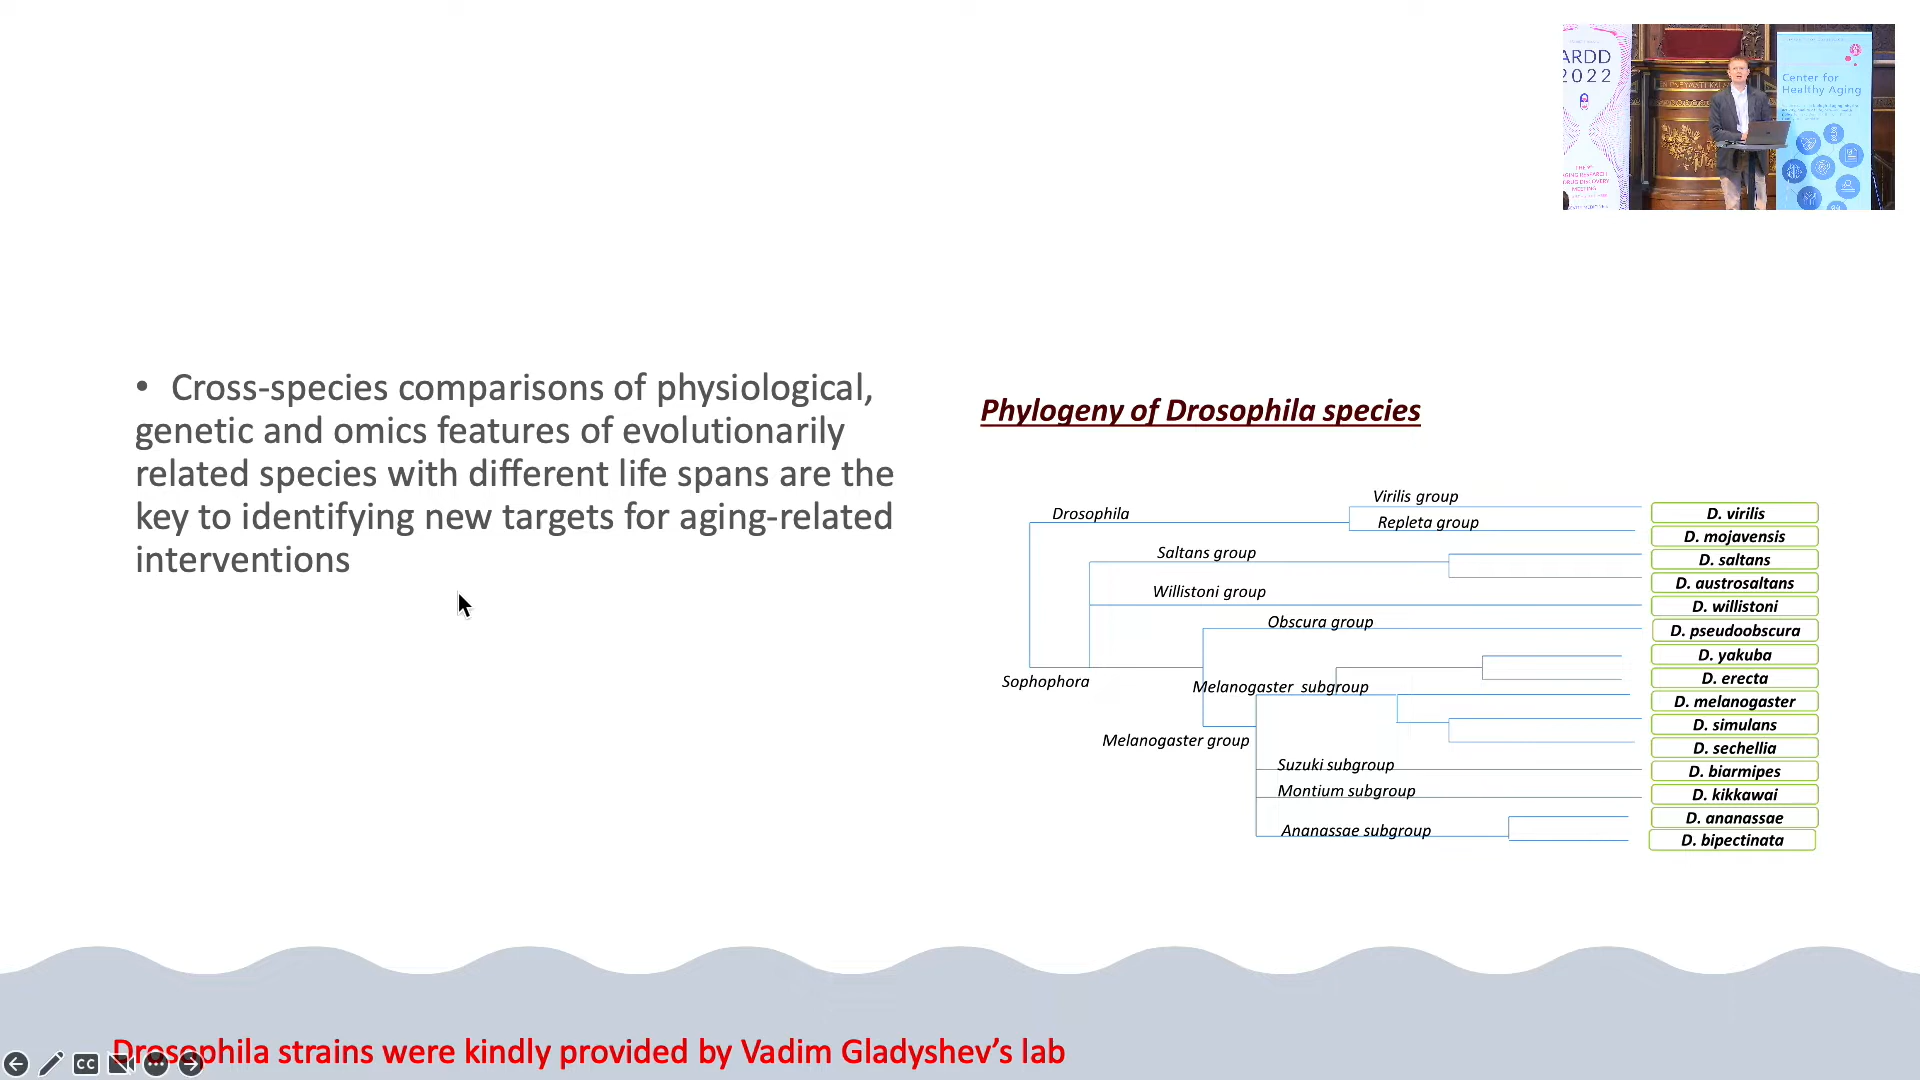 ARDD
2022
Center for
Healthy Aging
• Cross-species comparisons of physiological,
genetic and omics features of evolutionarily
related species with different life spans are the
key to identifying new targets for aging-related
interventions
Phylogeny of Drosophila species
Drosophila
Virilis group
Repleta group
Saltans group
Willistoni group
Obscura group
Sophophora
Melanogaster subgroup
Melanogaster group
Suzuki subgroup
Montium subgroup
Ananassae subgroup
D. virilis
D. mojavensis
D. saltans
D. austrosaltans
D. willistoni
D. pseudoobscura
D. yakuba
D. erecta
D. melanogaster
D. simulans
D. sechellia
D. biarmipes
D. kikkawai
D. ananassae
D. bipectinata
Drosophila strains were kindly provided by Vadim Gladyshev’s lab
CC